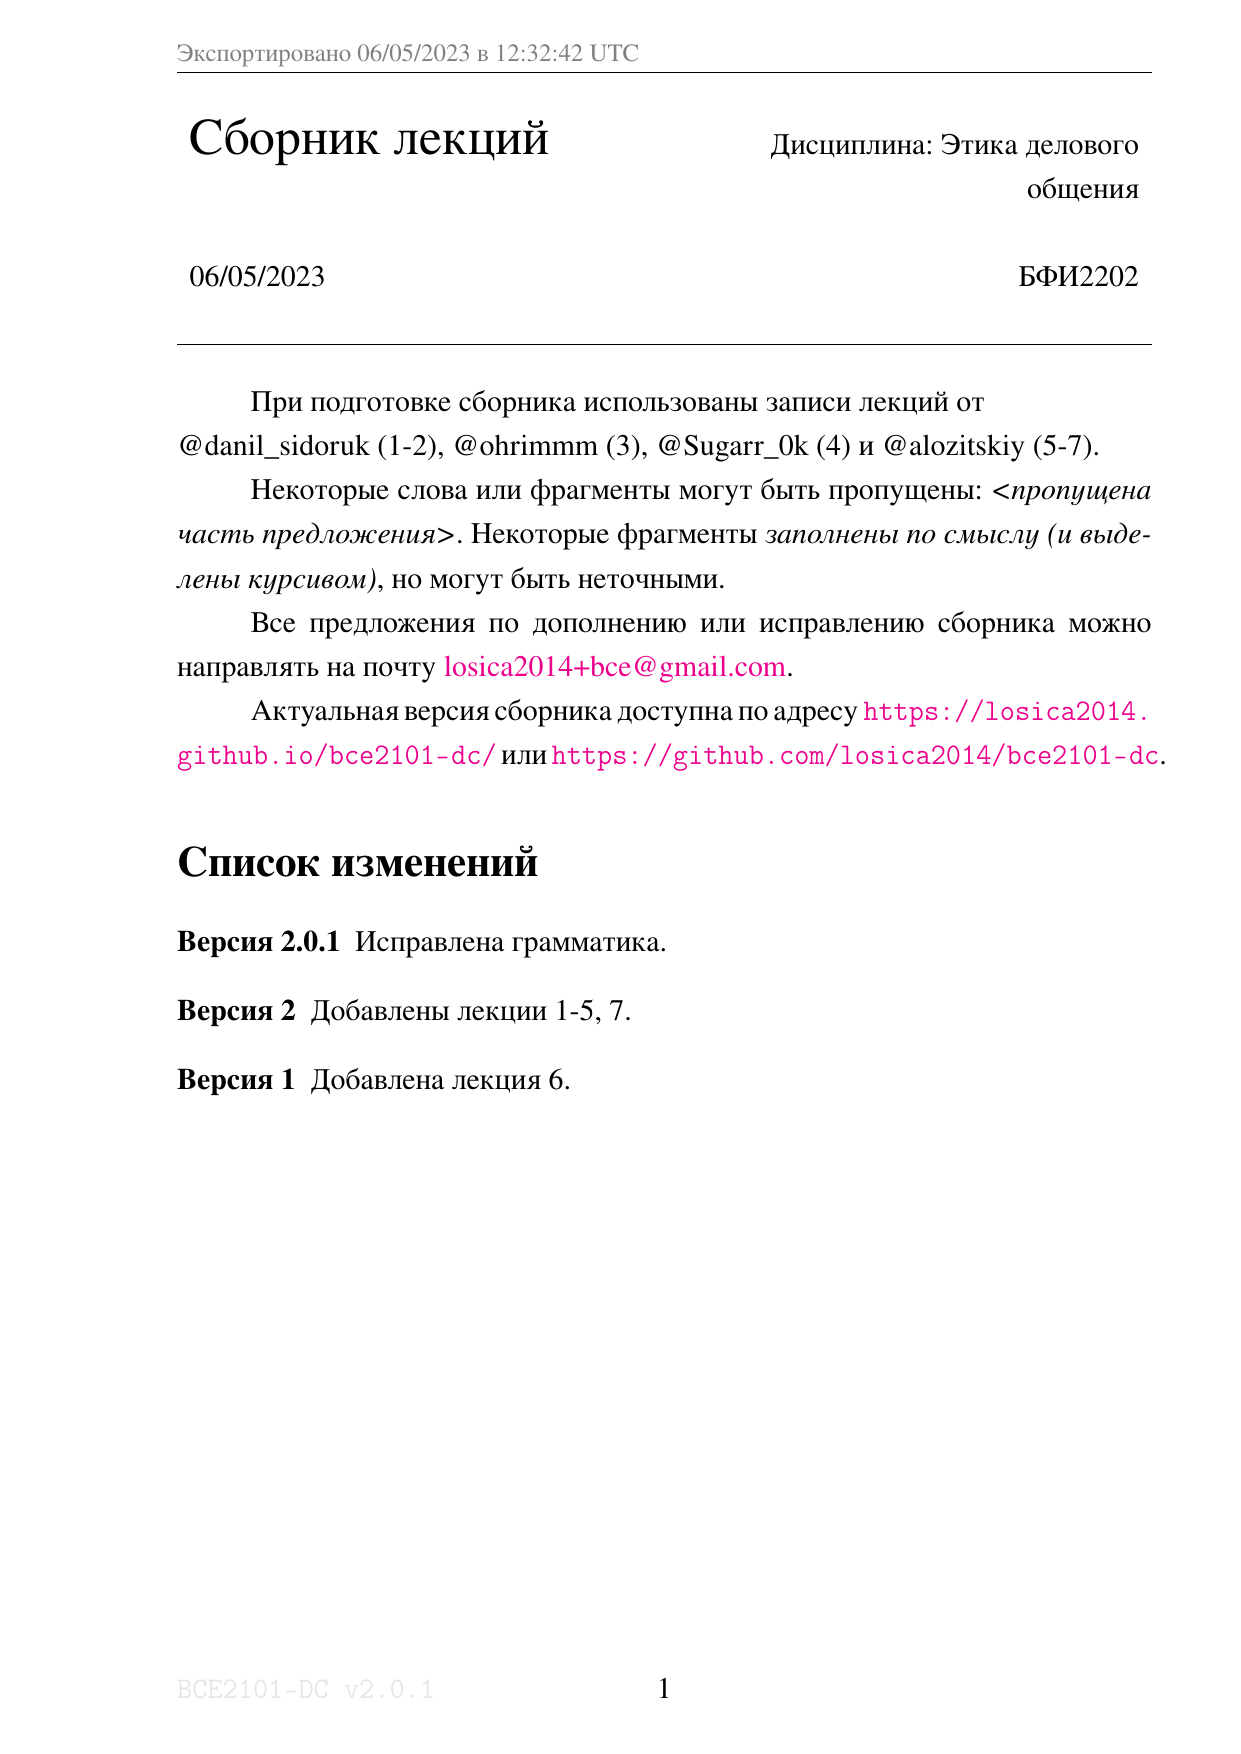 Экспортировано 06/05/2023 в 12:32:42 UTC
Сборник лекций
Дисциплина: Этика делового
общения
06/05/2023
БФИ2202
При подготовке сборника использованы записи лекций от
@danil_sidoruk (1-2), @ohrimmm (3), @Sugarr_0k (4) и @alozitskiy (5-7).
Некоторые слова или фрагменты могут быть пропущены: <пропущена
часть предложения>. Некоторые фрагменты заполнены по смыслу (и выде-
лены курсивом), но могут быть неточными.
Все предложения по дополнению или исправлению сборника можно
направлять на почту losica2014+bce@gmail.com.
Актуальная версия сборника доступна по адресу https://losica2014.
github.io/bce2101-dc/ или https://github.com/losica2014/bce2101-dc.
Список изменений
Версия 2.0.1 Исправлена грамматика.
Версия 2 Добавлены лекции 1-5, 7.
Версия 1 Добавлена лекция 6.
BCE2101-DC v2.0.1
1